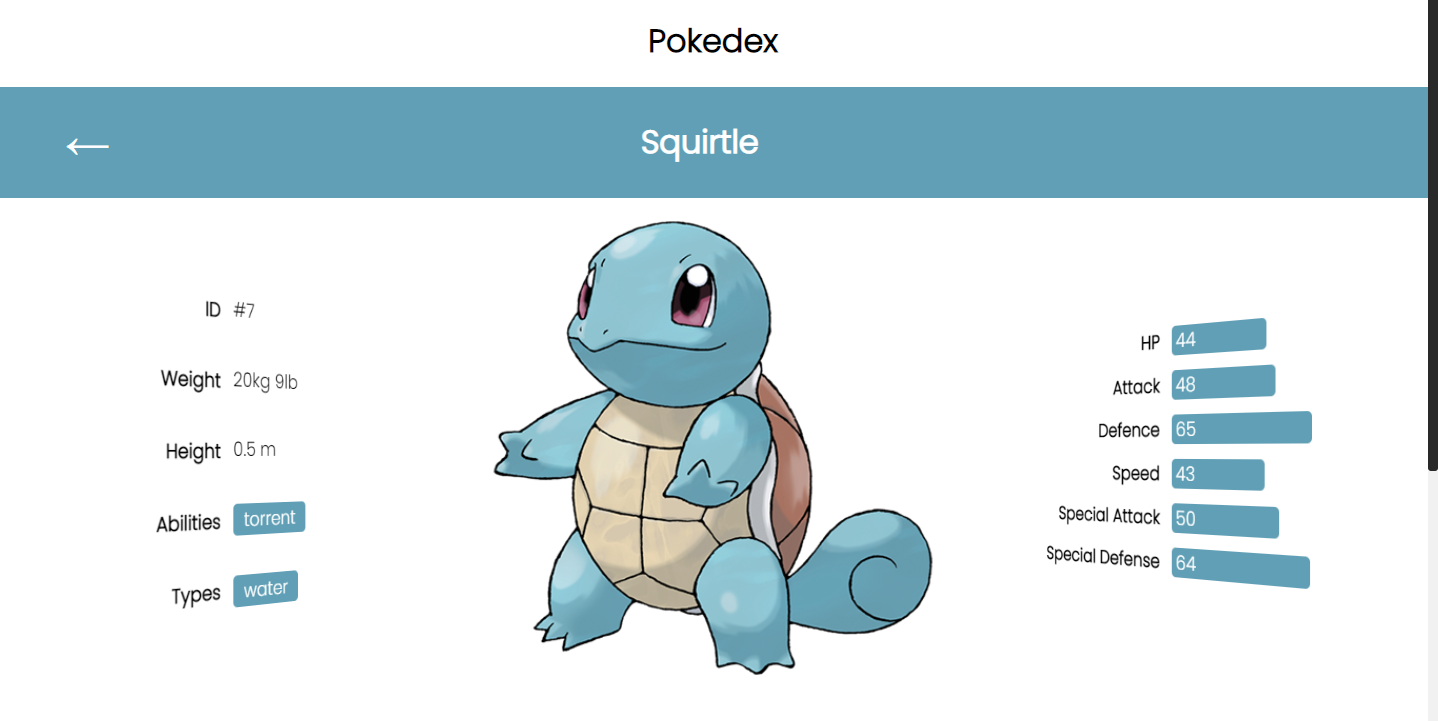 Pokedex
← Squirtle
ID #7
Weight 20kg 9lb
Height 0.5 m
Abilities torrent
Types water
HP 44
Attack 48
Defence 65
Speed 43
Special Attack 50
Special Defense 64